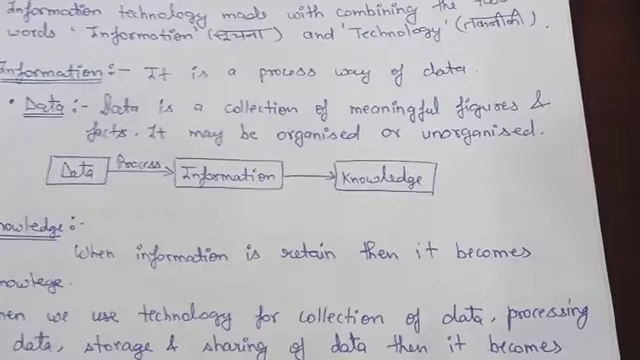 Information technology made with combining the two
words 'Information' (सूचना) and 'Technology' (तकनीकी).
Information :- It is a process way of data.
• Data :- Data is a collection of meaningful figures &
facts. It may be organised or unorganised.
Data Process Information Knowledge
nowledge :-
When information is retain then it becomes
nowlege.
hen we use technology for collection of data, processing
data, storage & sharing of data then it becomes